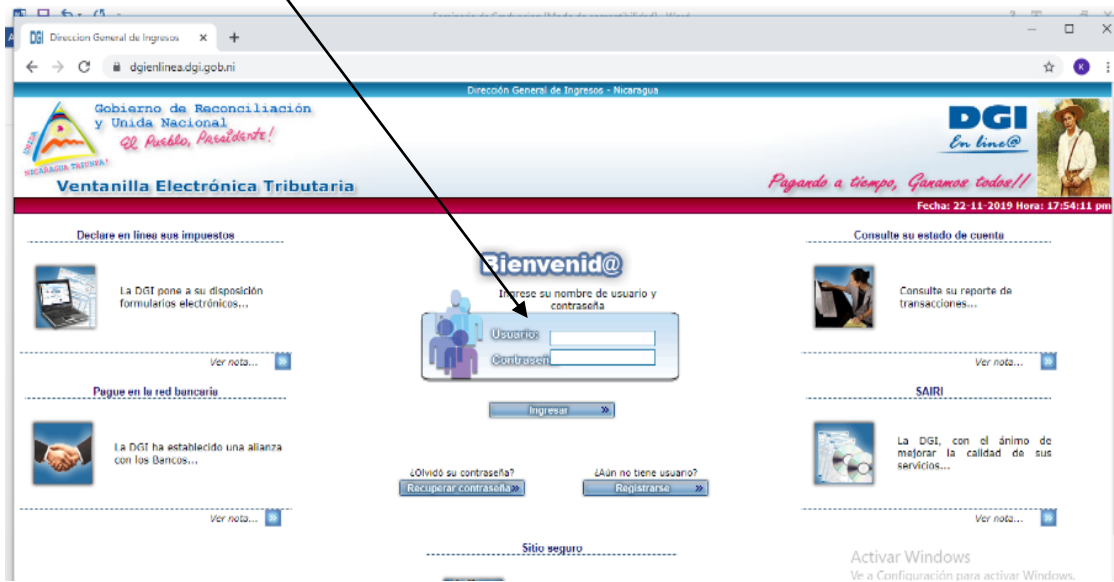 Direccion General de Ingresos
dgienlinea.dgi.gob.ni
K
Dirección General de Ingresos - Nicaragua
Gobierno de Reconciliación
y Unida Nacional
El Pueblo, Presidente!
UNIDA
NICARAGUA TRIUNFA!
Ventanilla Electrónica Tributaria
DGI
En line@
Pagando a tiempo, Ganamos todos!!
Fecha: 22-11-2019 Hora: 17:54:11 pm
Declare en línea sus impuestos
La DGI pone a su disposición
formularios electrónicos...
Ver nota...
Pague en la red bancaria
La DGI ha establecido una alianza
con los Bancos...
Ver nota...
Bienvenid@
Ingrese su nombre de usuario y
contraseña
Usuario:
Contraseñ
Ingresar
¿Olvidó su contraseña?
Recuperar contraseña
¿Aún no tiene usuario?
Registrarse
Sitio seguro
Consulte su estado de cuenta
Consulte su reporte de
transacciones...
Ver nota...
SAIRI
La DGI, con el ánimo de
mejorar la calidad de sus
servicios...
Ver nota...
Activar Windows
Ve a Configuración para activar Windows.